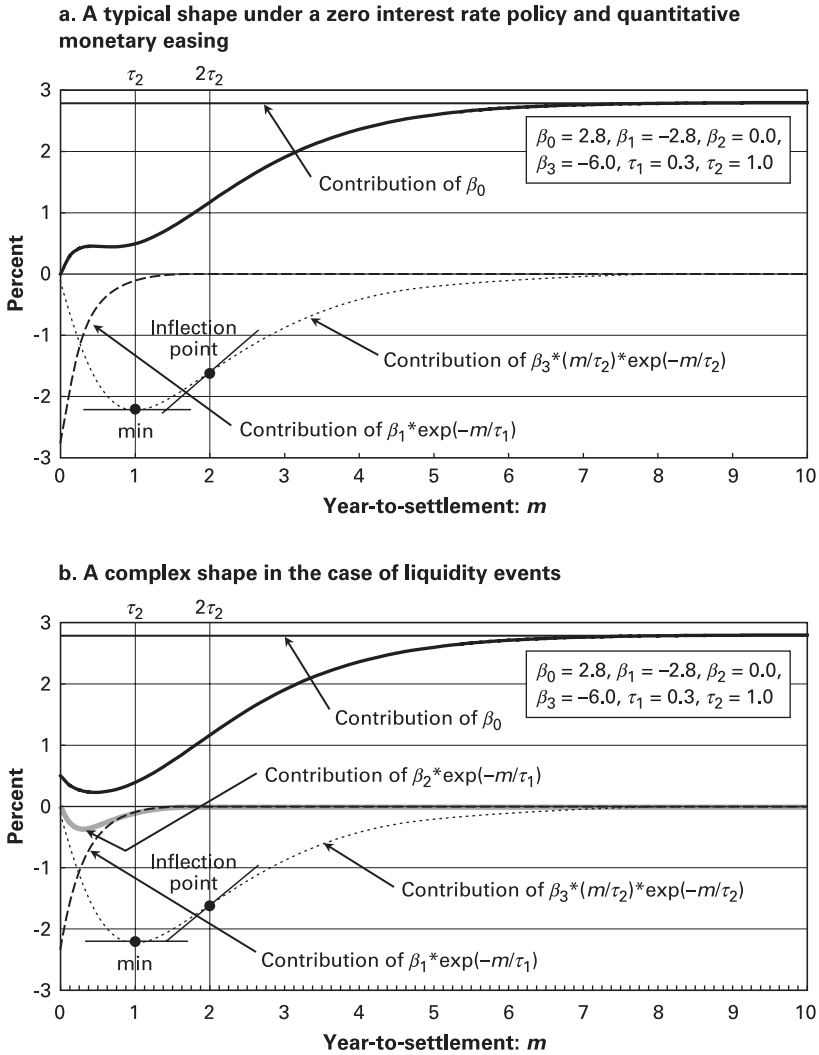 a. A typical shape under a zero interest rate policy and quantitative
monetary easing
τ2 2τ2
3
2
1
0
-1
-2
-3
Percent
β0 = 2.8, β1 = –2.8, β2 = 0.0,
β3 = –6.0, τ1 = 0.3, τ2 = 1.0
Contribution of β0
Inflection
point
Contribution of β3*(m/τ2)*exp(–m/τ2)
min
Contribution of β1*exp(–m/τ1)
0 1 2 3 4 5 6 7 8 9 10
Year-to-settlement: m
b. A complex shape in the case of liquidity events
τ2 2τ2
3
2
1
0
-1
-2
-3
Percent
β0 = 2.8, β1 = –2.8, β2 = 0.0,
β3 = –6.0, τ1 = 0.3, τ2 = 1.0
Contribution of β0
Contribution of β2*exp(–m/τ1)
Inflection
point
Contribution of β3*(m/τ2)*exp(–m/τ2)
min
Contribution of β1*exp(–m/τ1)
0 1 2 3 4 5 6 7 8 9 10
Year-to-settlement: m